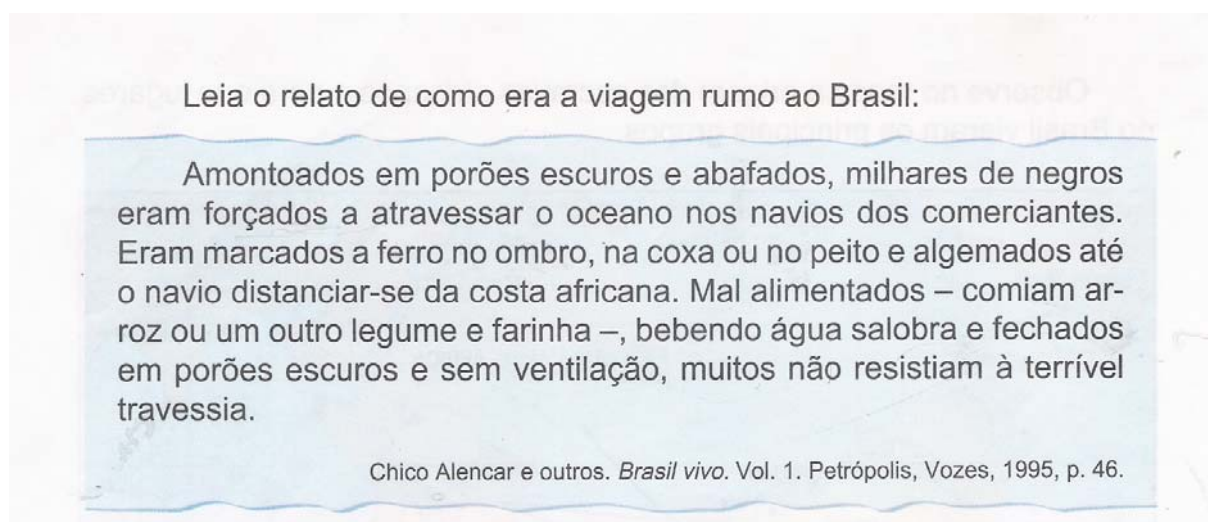 Leia o relato de como era a viagem rumo ao Brasil:
Amontoados em porões escuros e abafados, milhares de negros
eram forçados a atravessar o oceano nos navios dos comerciantes.
Eram marcados a ferro no ombro, na coxa ou no peito e algemados até
o navio distanciar-se da costa africana. Mal alimentados – comiam ar-
roz ou um outro legume e farinha –, bebendo água salobra e fechados
em porões escuros e sem ventilação, muitos não resistiam à terrível
travessia.
Chico Alencar e outros. Brasil vivo. Vol. 1. Petrópolis, Vozes, 1995, p. 46.